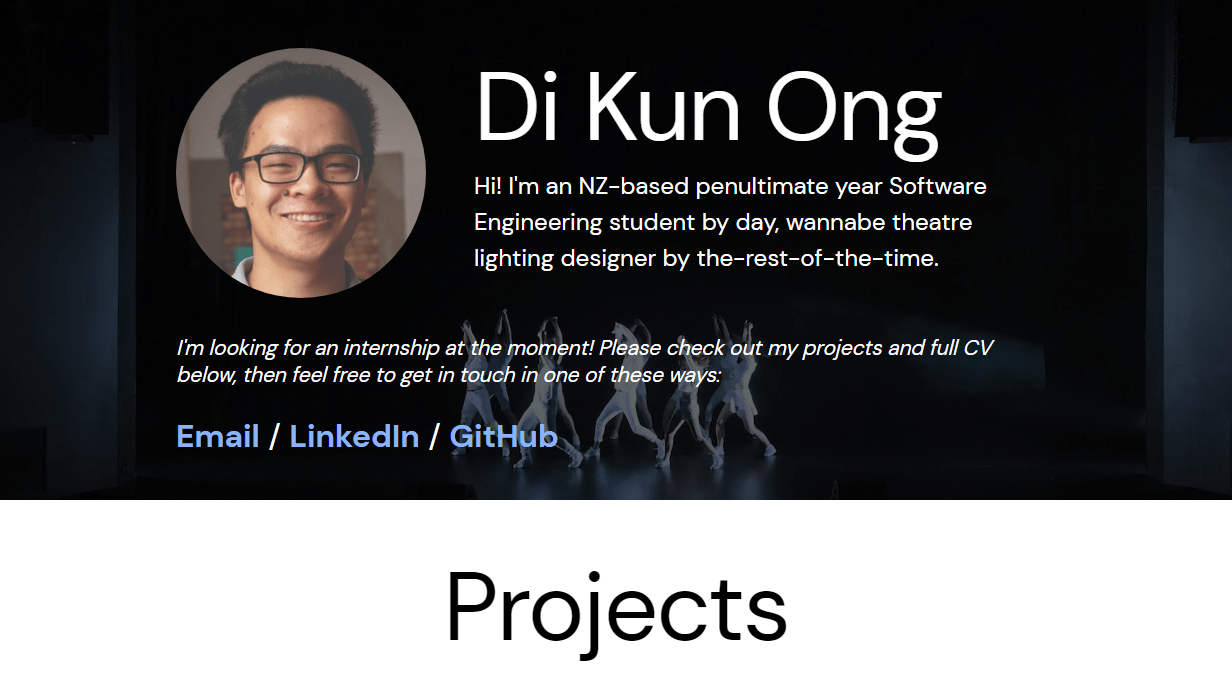 Di Kun Ong
Hi! I'm an NZ-based penultimate year Software
Engineering student by day, wannabe theatre
lighting designer by the-rest-of-the-time.
I'm looking for an internship at the moment! Please check out my projects and full CV
below, then feel free to get in touch in one of these ways:
Email / LinkedIn / GitHub
Projects